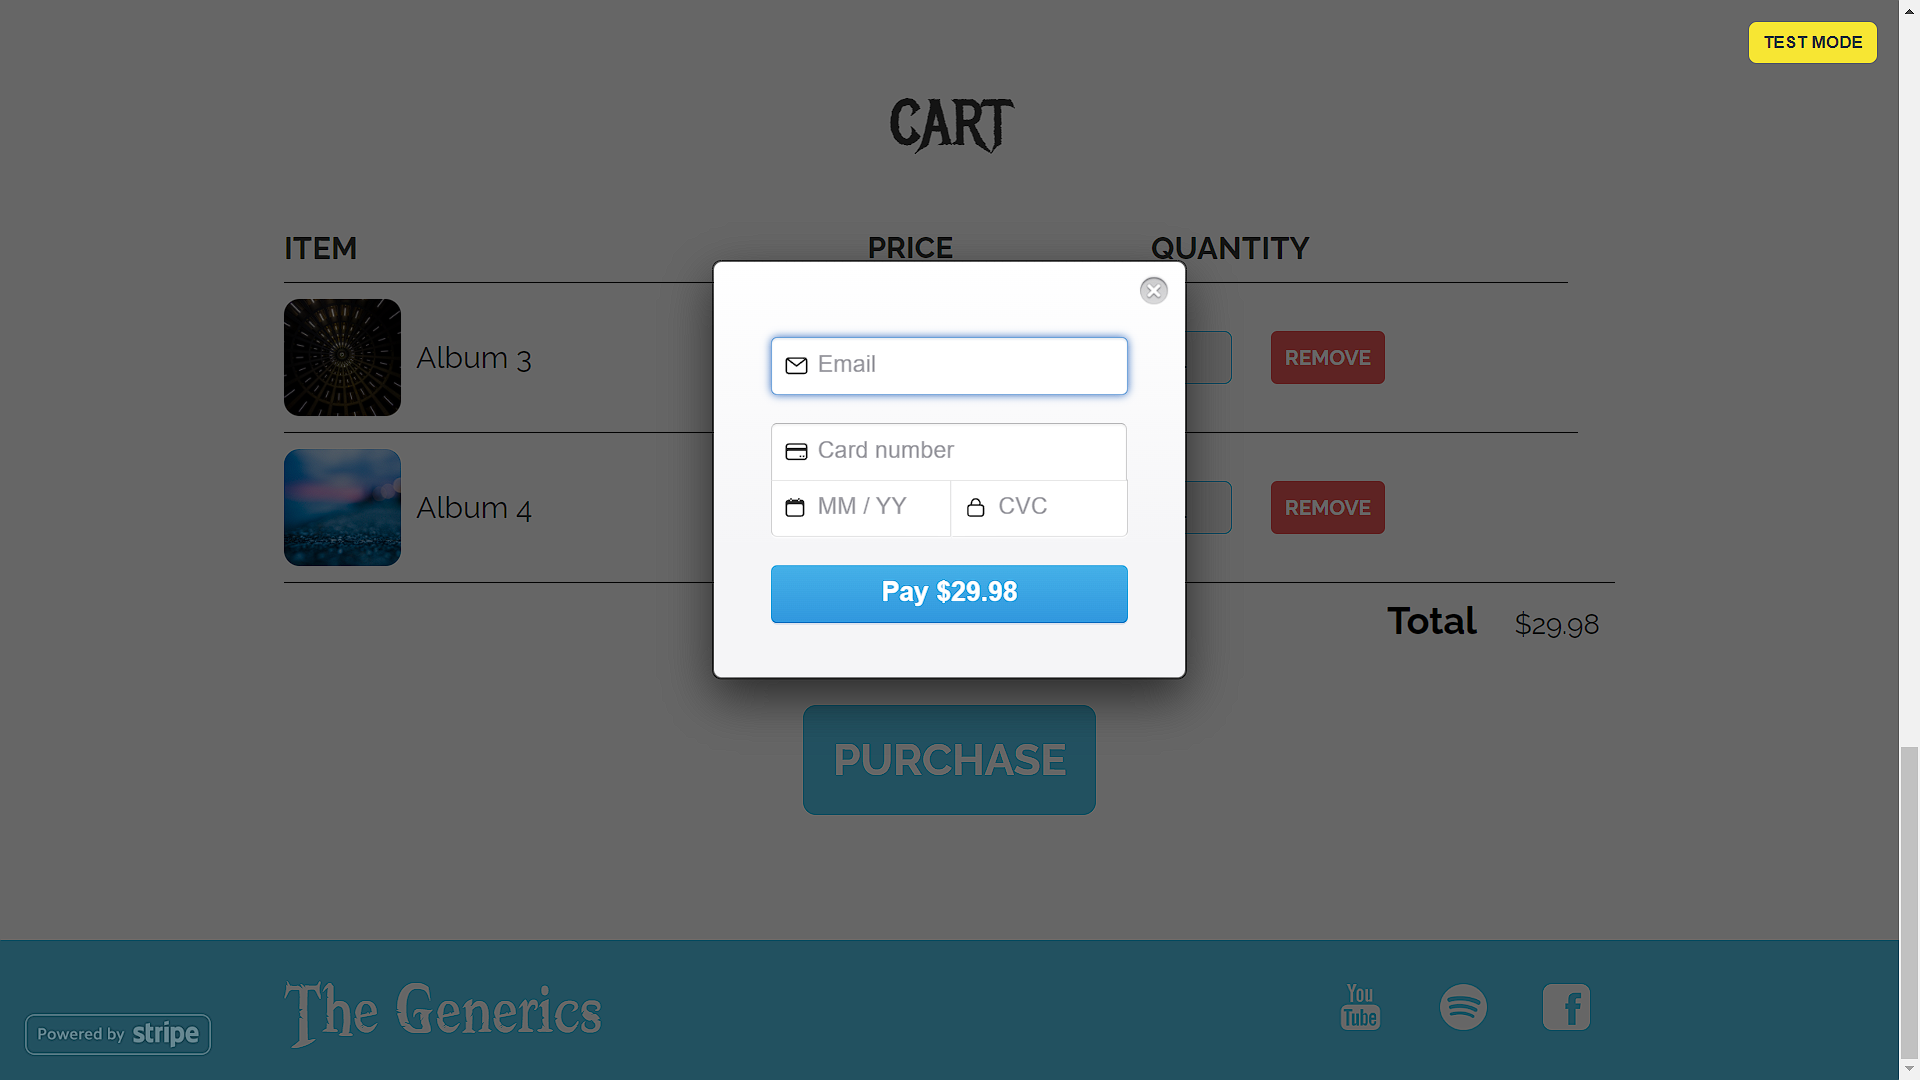 TEST MODE
CART
ITEM PRICE QUANTITY
Album 3 REMOVE
Album 4 REMOVE
Email
Card number
MM / YY CVC
Pay $29.98
Total $29.98
PURCHASE
The Generics
You
Tube
Powered by stripe